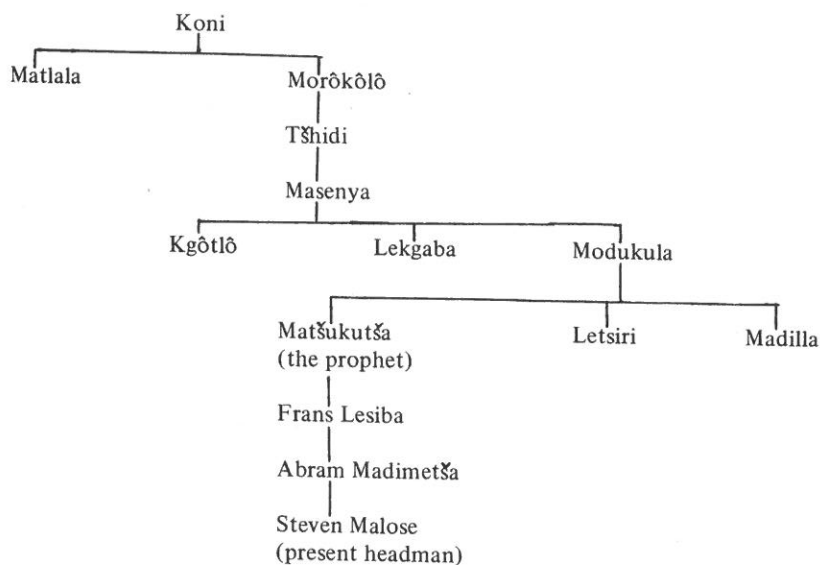 Koni
Matlala Morôkôlô
Tšhidi
Masenya
Kgôtlô Lekgaba Modukula
Matšukutša Letsiri Madilla
(the prophet)
Frans Lesiba
Abram Madimetša
Steven Malose
(present headman)